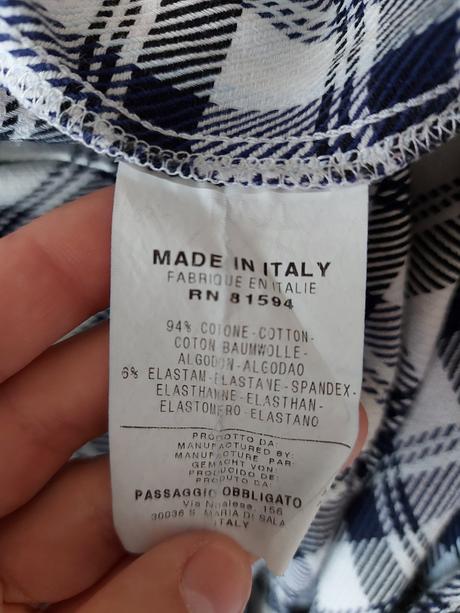 MADE IN ITALY
FABRIQUE EN ITALIE
RN 81594
94% COTONE-COTTON-
COTON BAUMWOLLE-
ALGODON-ALGODAO
6% ELASTAM-ELASTANE-SPANDEX-
ELASTHANNE-ELASTHAN-
ELASTOMERO-ELASTANO
PRODOTTO DA:
MANUFACTURED BY:
MANUFACTURE PAR:
GEMACHT VON:
PRODUCIDO DE:
PRODUTO DA:
PASSAGGIO OBBLIGATO
Via Noalese, 156
30036 S. MARIA DI SALA
ITALY